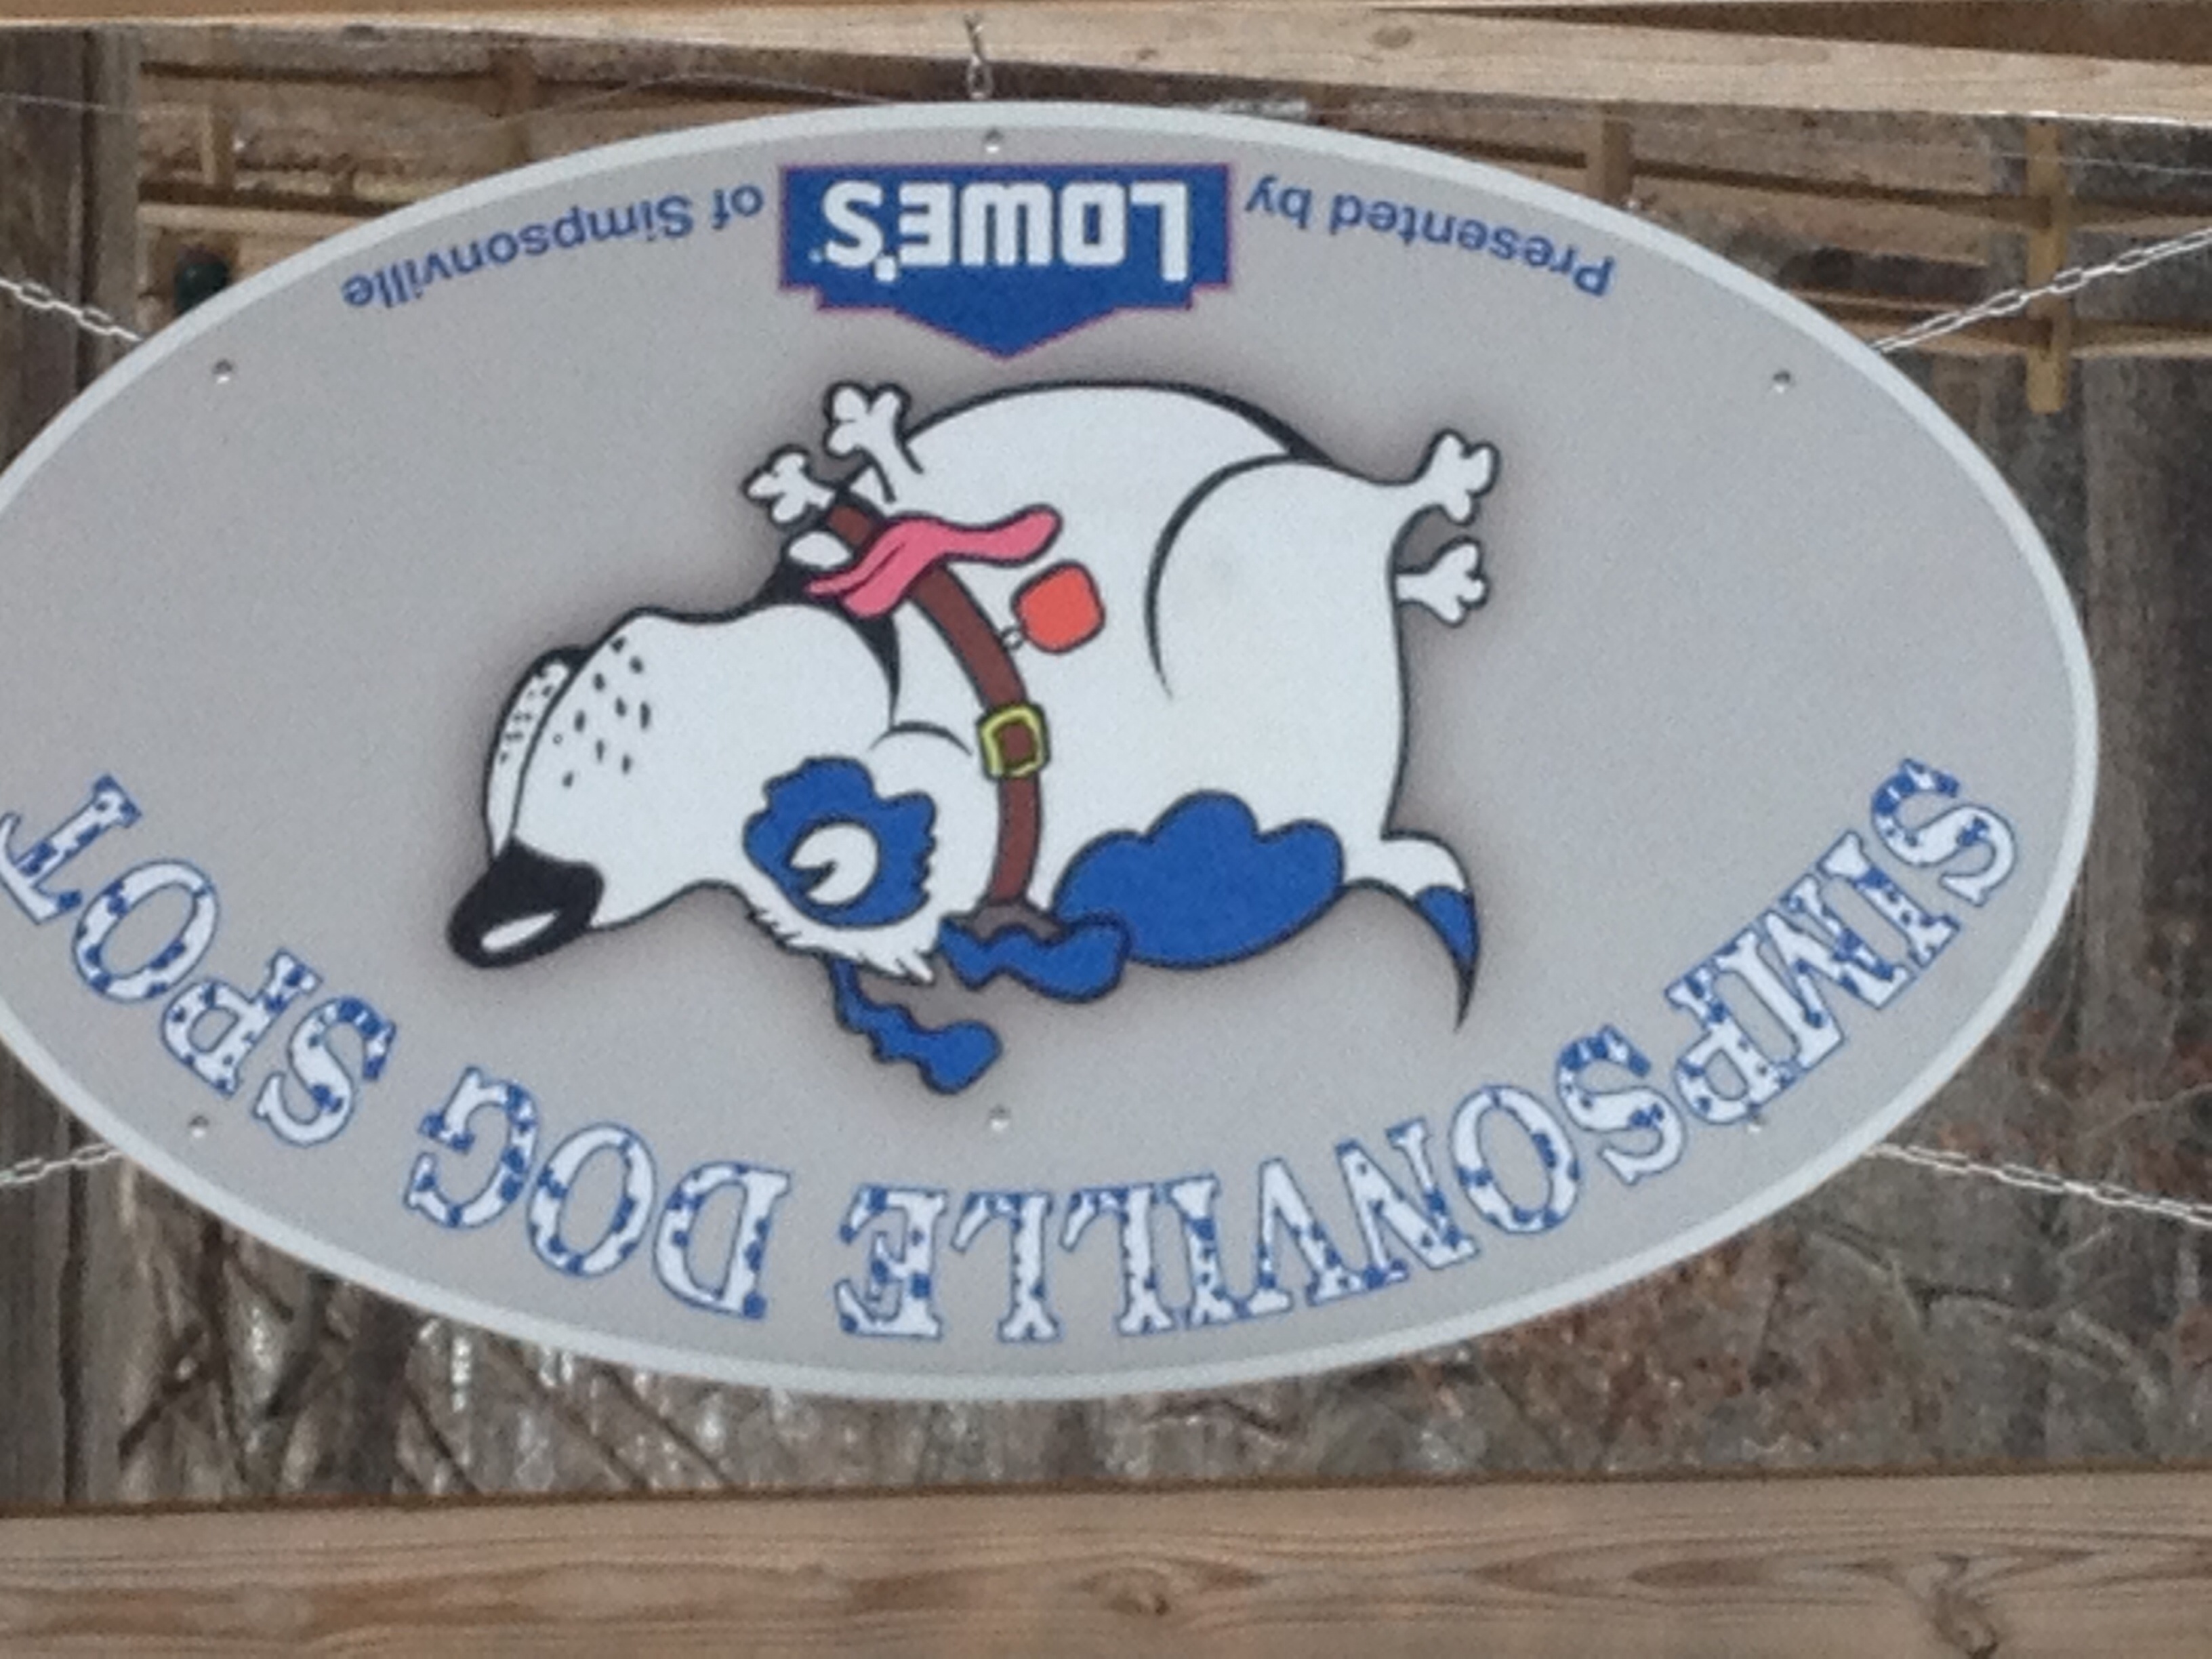 SIMPSONVILLE DOG SPOT
Presented by LOWE'S of Simpsonville